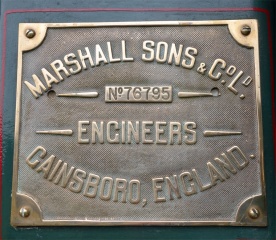 MARSHALL SONS & Co. LD
No 76795
ENGINEERS
GAINSBORO, ENGLAND.